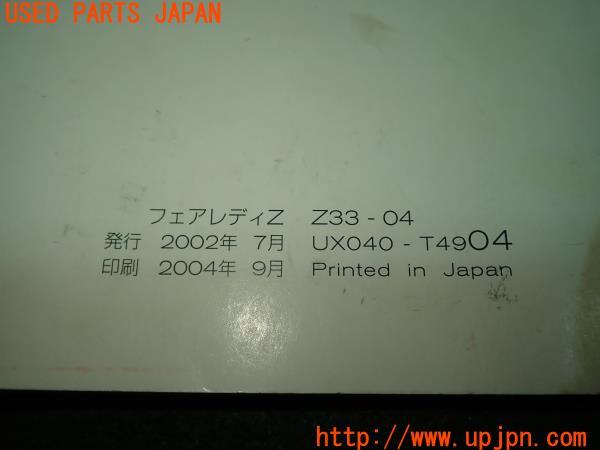 USED PARTS JAPAN
フェアレディZ Z33 - 04
発行 2002年 7月 UX040 - T4904
印刷 2004年 9月 Printed in Japan
http://www.upjpn.com/